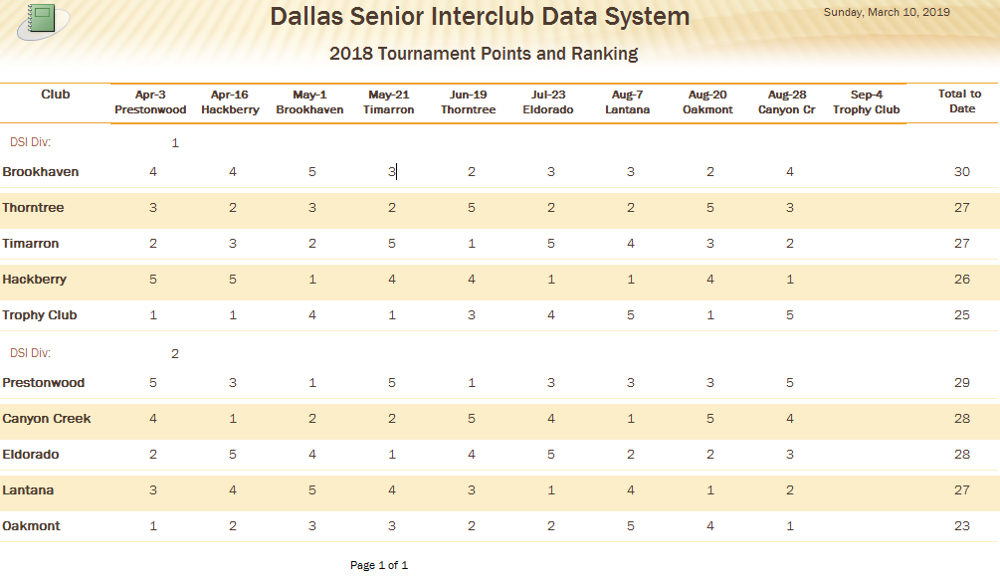 Dallas Senior Interclub Data System
Sunday, March 10, 2019
2018 Tournament Points and Ranking
Club Apr-3 Apr-16 May-1 May-21 Jun-19 Jul-23 Aug-7 Aug-20 Aug-28 Sep-4 Total to
Prestonwood Hackberry Brookhaven Timarron Thorntree Eldorado Lantana Oakmont Canyon Cr Trophy Club Date
DSI Div: 1
Brookhaven 4 4 5 3 2 3 3 2 4 30
Thorntree 3 2 3 2 5 2 2 5 3 27
Timarron 2 3 2 5 1 5 4 3 2 27
Hackberry 5 5 1 4 4 1 1 4 1 26
Trophy Club 1 1 4 1 3 4 5 1 5 25
DSI Div: 2
Prestonwood 5 3 1 5 1 3 3 3 5 29
Canyon Creek 4 1 2 2 5 4 1 5 4 28
Eldorado 2 5 4 1 4 5 2 2 3 28
Lantana 3 4 5 4 3 1 4 1 2 27
Oakmont 1 2 3 3 2 2 5 4 1 23
Page 1 of 1